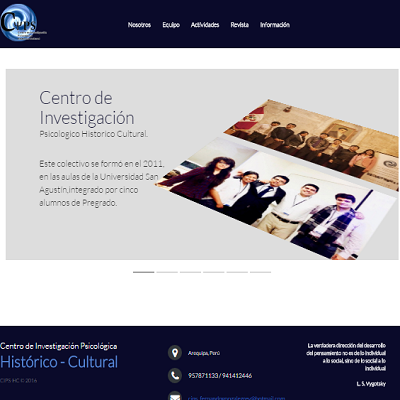 Nosotros Equipo Actividades Revista Información
Centro de
Investigación
Psicologico Historico Cultural.
Este colectivo se formó en el 2011,
en las aulas de la Universidad San
Agustín,integrado por cinco
alumnos de Pregrado.
Centro de Investigación Psicológica
Histórico - Cultural
CIPS-HC © 2016
Arequipa, Perú
957871133 / 941412446
La verdadera dirección del desarrollo
del pensamiento no es de lo individual
a lo social, sino de lo social a lo
individual
L. S. Vygotsky